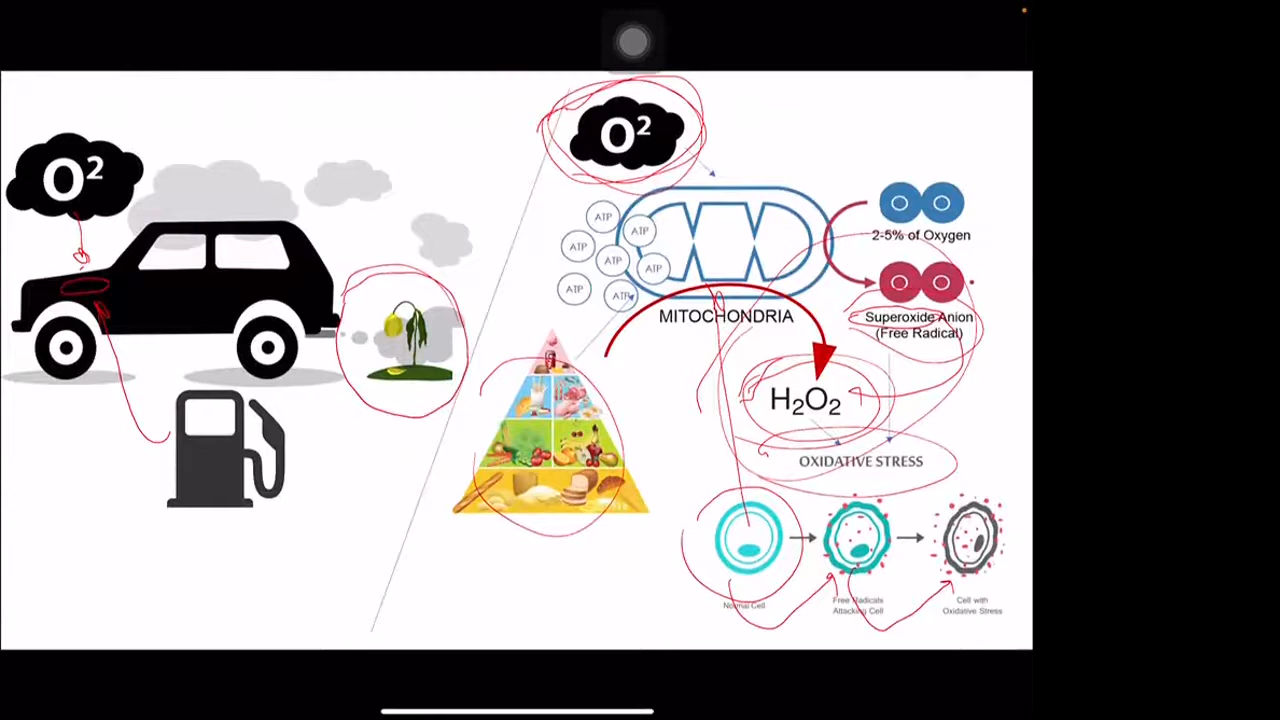 O²
O²
ATP
ATP
ATP
ATP
ATP
ATP
ATP
2-5% of Oxygen
MITOCHONDRIA
Superoxide Anion
(Free Radical)
H₂O₂
OXIDATIVE STRESS
Normal Cell
Free Radicals
Attacking Cell
Cell with
Oxidative Stress